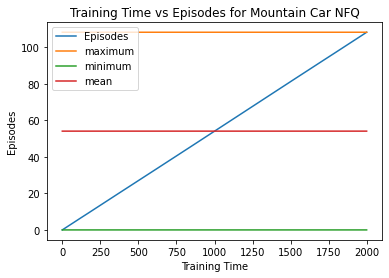 Training Time vs Episodes for Mountain Car NFQ
Episodes
maximum
minimum
mean
100
80
60
40
20
0
Episodes
0
250
500
750
1000
1250
1500
1750
2000
Training Time